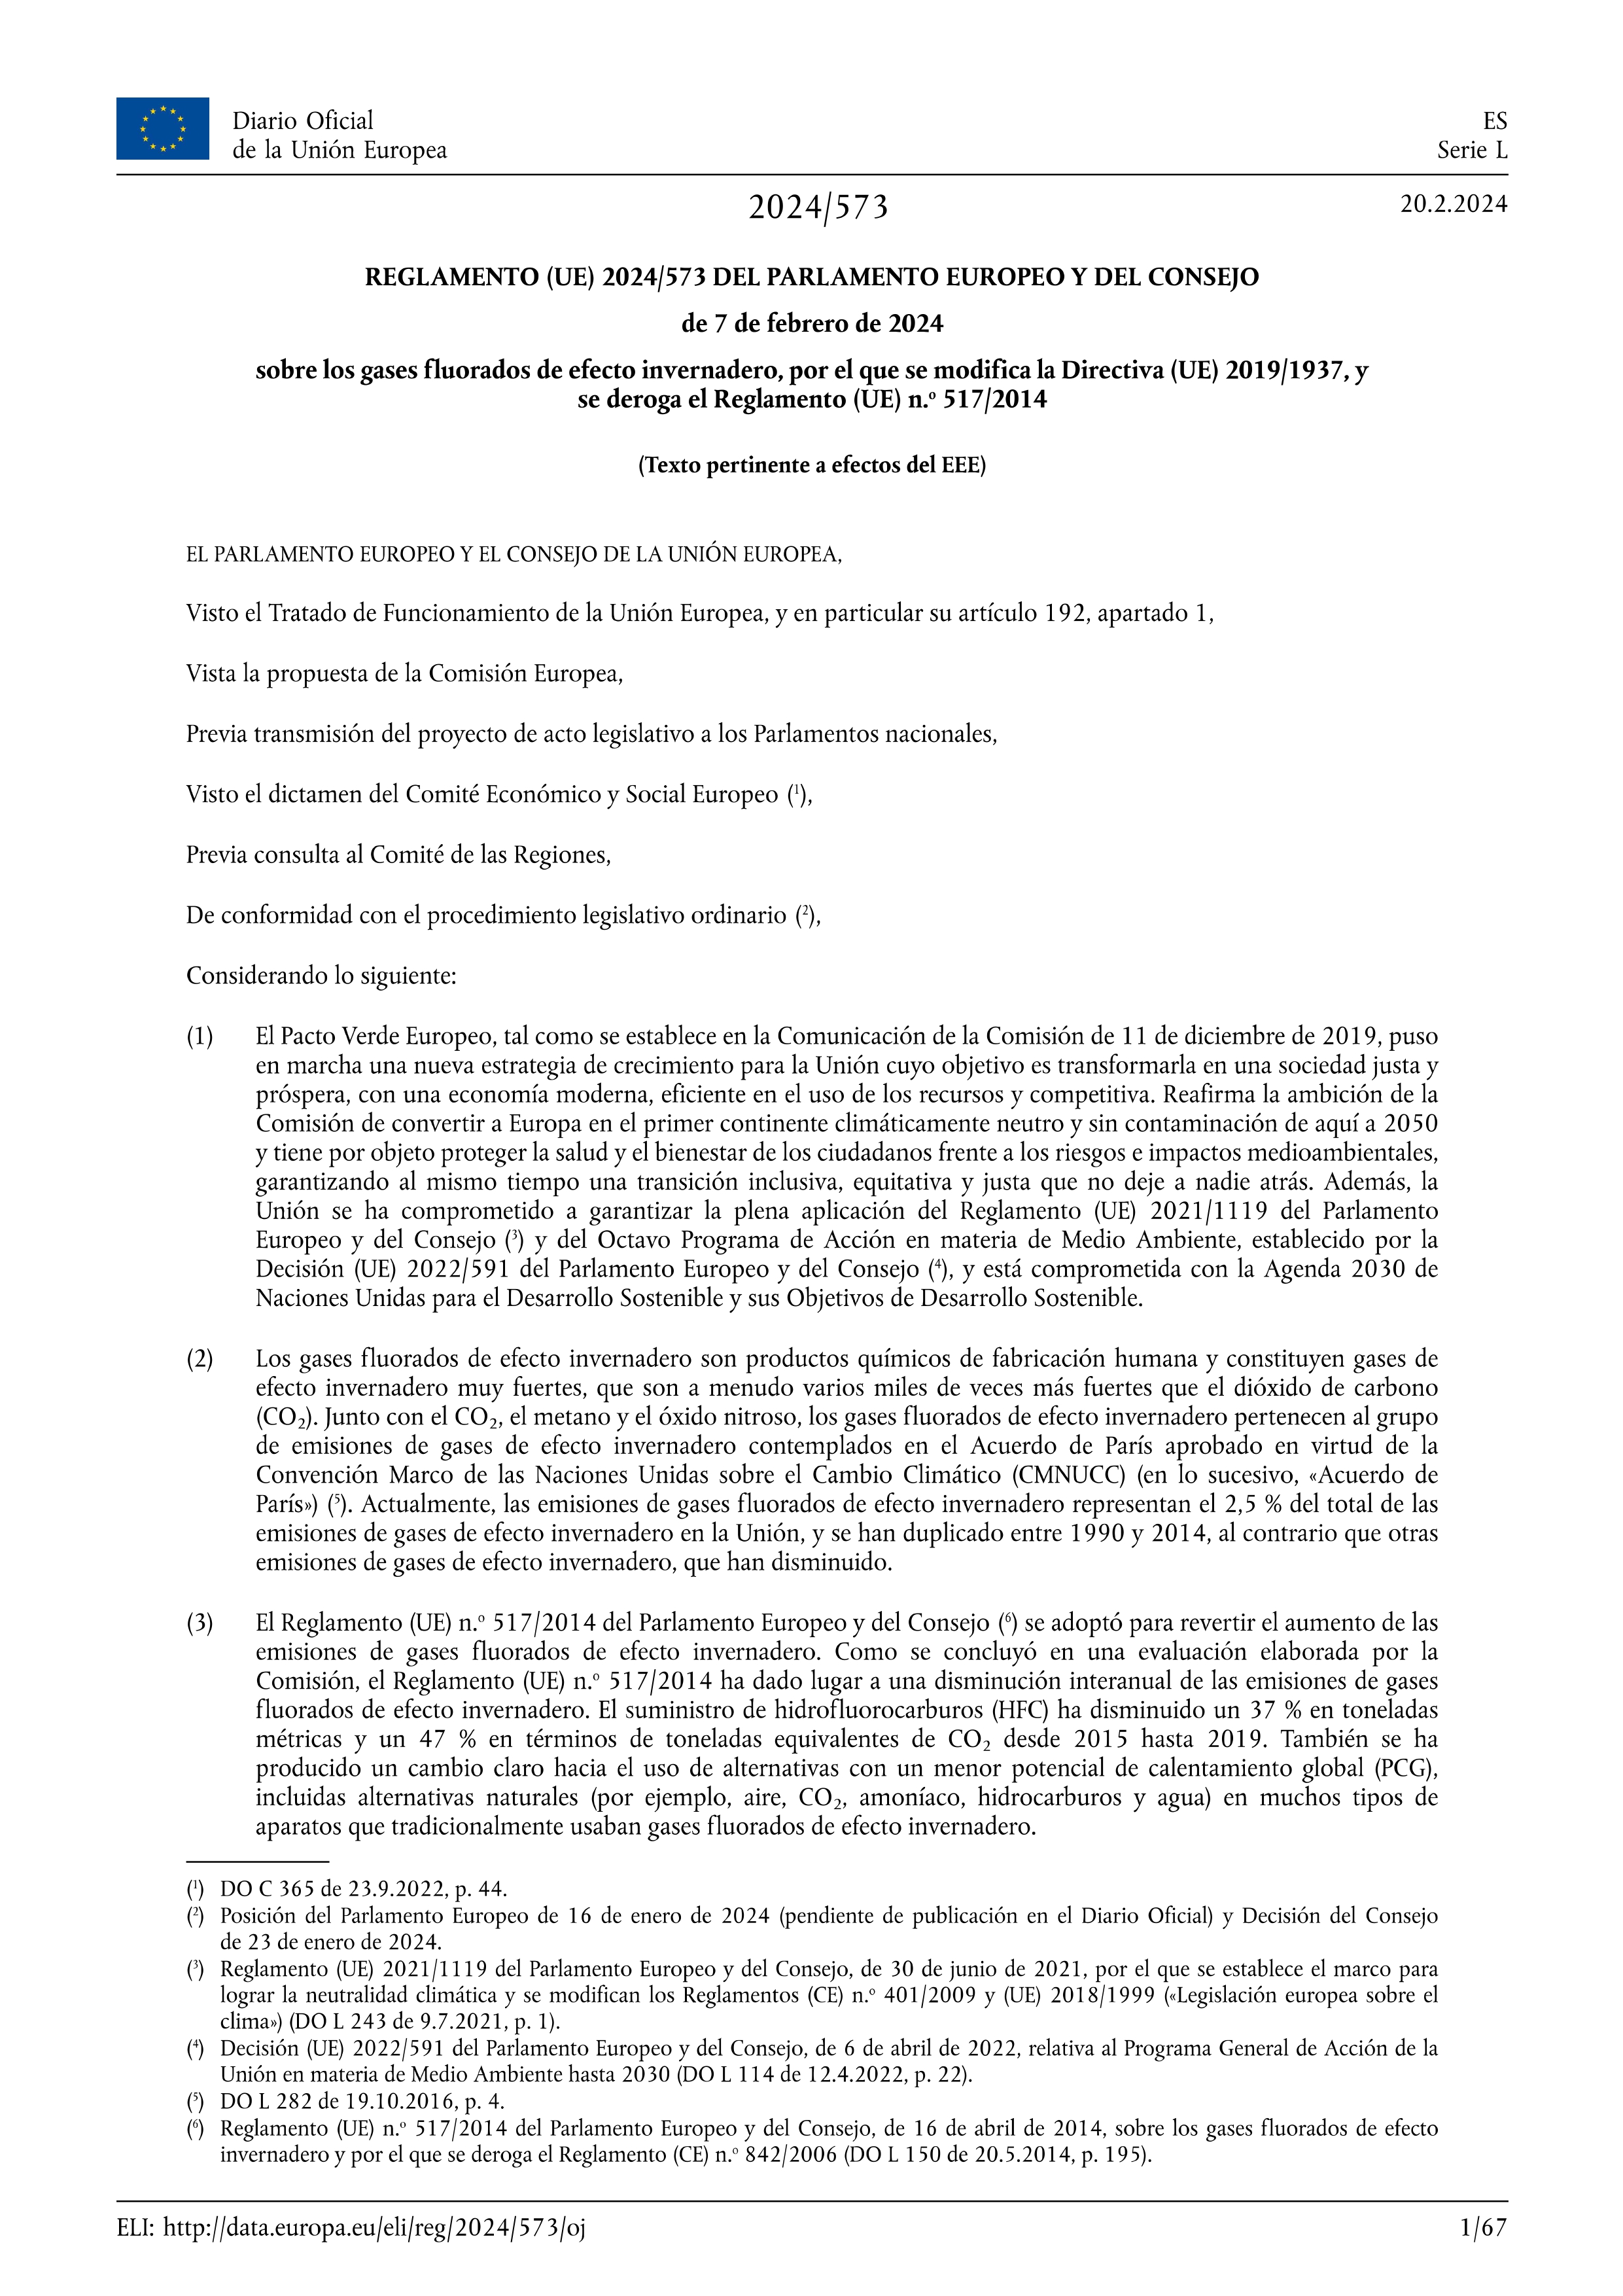 Diario Oficial
de la Unión Europea
ES
Serie L
2024/573
20.2.2024
REGLAMENTO (UE) 2024/573 DEL PARLAMENTO EUROPEO Y DEL CONSEJO
de 7 de febrero de 2024
sobre los gases fluorados de efecto invernadero, por el que se modifica la Directiva (UE) 2019/1937, y
se deroga el Reglamento (UE) n.º 517/2014
(Texto pertinente a efectos del EEE)
EL PARLAMENTO EUROPEO Y EL CONSEJO DE LA UNIÓN EUROPEA,
Visto el Tratado de Funcionamiento de la Unión Europea, y en particular su artículo 192, apartado 1,
Vista la propuesta de la Comisión Europea,
Previa transmisión del proyecto de acto legislativo a los Parlamentos nacionales,
Visto el dictamen del Comité Económico y Social Europeo (¹),
Previa consulta al Comité de las Regiones,
De conformidad con el procedimiento legislativo ordinario (²),
Considerando lo siguiente:
(1) El Pacto Verde Europeo, tal como se establece en la Comunicación de la Comisión de 11 de diciembre de 2019, puso
en marcha una nueva estrategia de crecimiento para la Unión cuyo objetivo es transformarla en una sociedad justa y
próspera, con una economía moderna, eficiente en el uso de los recursos y competitiva. Reafirma la ambición de la
Comisión de convertir a Europa en el primer continente climáticamente neutro y sin contaminación de aquí a 2050
y tiene por objeto proteger la salud y el bienestar de los ciudadanos frente a los riesgos e impactos medioambientales,
garantizando al mismo tiempo una transición inclusiva, equitativa y justa que no deje a nadie atrás. Además, la
Unión se ha comprometido a garantizar la plena aplicación del Reglamento (UE) 2021/1119 del Parlamento
Europeo y del Consejo (³) y del Octavo Programa de Acción en materia de Medio Ambiente, establecido por la
Decisión (UE) 2022/591 del Parlamento Europeo y del Consejo (⁴), y está comprometida con la Agenda 2030 de
Naciones Unidas para el Desarrollo Sostenible y sus Objetivos de Desarrollo Sostenible.
(2) Los gases fluorados de efecto invernadero son productos químicos de fabricación humana y constituyen gases de
efecto invernadero muy fuertes, que son a menudo varios miles de veces más fuertes que el dióxido de carbono
(CO₂). Junto con el CO₂, el metano y el óxido nitroso, los gases fluorados de efecto invernadero pertenecen al grupo
de emisiones de gases de efecto invernadero contemplados en el Acuerdo de París aprobado en virtud de la
Convención Marco de las Naciones Unidas sobre el Cambio Climático (CMNUCC) (en lo sucesivo, «Acuerdo de
París») (⁵). Actualmente, las emisiones de gases fluorados de efecto invernadero representan el 2,5 % del total de las
emisiones de gases de efecto invernadero en la Unión, y se han duplicado entre 1990 y 2014, al contrario que otras
emisiones de gases de efecto invernadero, que han disminuido.
(3) El Reglamento (UE) n.º 517/2014 del Parlamento Europeo y del Consejo (⁶) se adoptó para revertir el aumento de las
emisiones de gases fluorados de efecto invernadero. Como se concluyó en una evaluación elaborada por la
Comisión, el Reglamento (UE) n.º 517/2014 ha dado lugar a una disminución interanual de las emisiones de gases
fluorados de efecto invernadero. El suministro de hidrofluorocarburos (HFC) ha disminuido un 37 % en toneladas
métricas y un 47 % en términos de toneladas equivalentes de CO₂ desde 2015 hasta 2019. También se ha
producido un cambio claro hacia el uso de alternativas con un menor potencial de calentamiento global (PCG),
incluidas alternativas naturales (por ejemplo, aire, CO₂, amoníaco, hidrocarburos y agua) en muchos tipos de
aparatos que tradicionalmente usaban gases fluorados de efecto invernadero.
(¹) DO C 365 de 23.9.2022, p. 44.
(²) Posición del Parlamento Europeo de 16 de enero de 2024 (pendiente de publicación en el Diario Oficial) y Decisión del Consejo
de 23 de enero de 2024.
(³) Reglamento (UE) 2021/1119 del Parlamento Europeo y del Consejo, de 30 de junio de 2021, por el que se establece el marco para
lograr la neutralidad climática y se modifican los Reglamentos (CE) n.º 401/2009 y (UE) 2018/1999 («Legislación europea sobre el
clima») (DO L 243 de 9.7.2021, p. 1).
(⁴) Decisión (UE) 2022/591 del Parlamento Europeo y del Consejo, de 6 de abril de 2022, relativa al Programa General de Acción de la
Unión en materia de Medio Ambiente hasta 2030 (DO L 114 de 12.4.2022, p. 22).
(⁵) DO L 282 de 19.10.2016, p. 4.
(⁶) Reglamento (UE) n.º 517/2014 del Parlamento Europeo y del Consejo, de 16 de abril de 2014, sobre los gases fluorados de efecto
invernadero y por el que se deroga el Reglamento (CE) n.º 842/2006 (DO L 150 de 20.5.2014, p. 195).
ELI: http://data.europa.eu/eli/reg/2024/573/oj
1/67